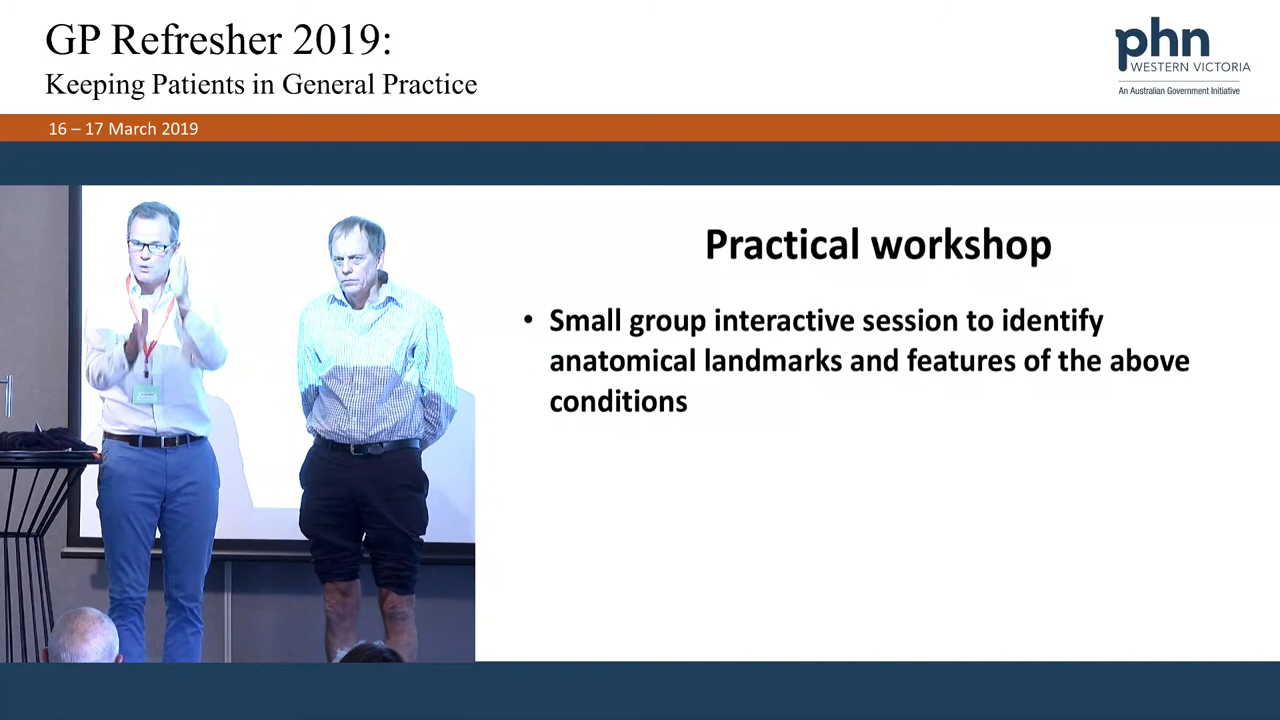 GP Refresher 2019:
Keeping Patients in General Practice
phn
WESTERN VICTORIA
An Australian Government Initiative
16 – 17 March 2019
Practical workshop
• Small group interactive session to identify
anatomical landmarks and features of the above
conditions